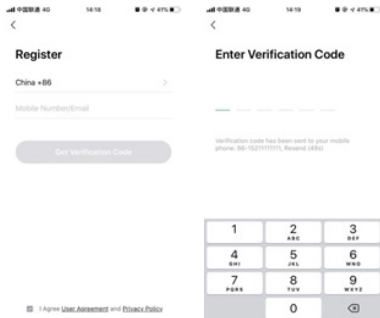 中国联通 4G 14:18 41%
Register
China +86
Mobile Number/Email
Get Verification Code
I Agree User Agreement and Privacy Policy
中国联通 4G 14:19 41%
Enter Verification Code
Verification code has been sent to your mobile
phone: 86-15211111111, Resend (49s)
1 2 3
ABC DEF
4 5 6
GHI JKL MNO
7 8 9
PQRS TUV WXYZ
0